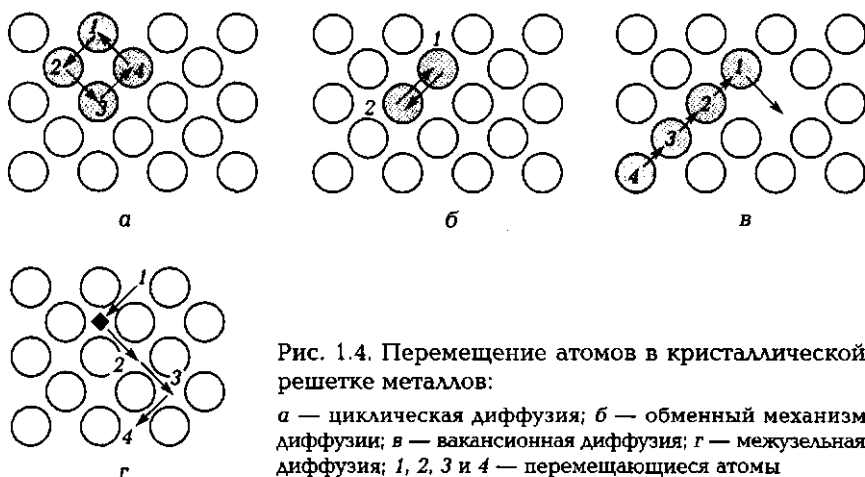 1
2
4
3
1
2
1
2
3
4
а
б
в
1
2
3
4
г
Рис. 1.4. Перемещение атомов в кристаллической
решетке металлов:
а — циклическая диффузия; б — обменный механизм
диффузии; в — вакансионная диффузия; г — межузельная
диффузия; 1, 2, 3 и 4 — перемещающиеся атомы